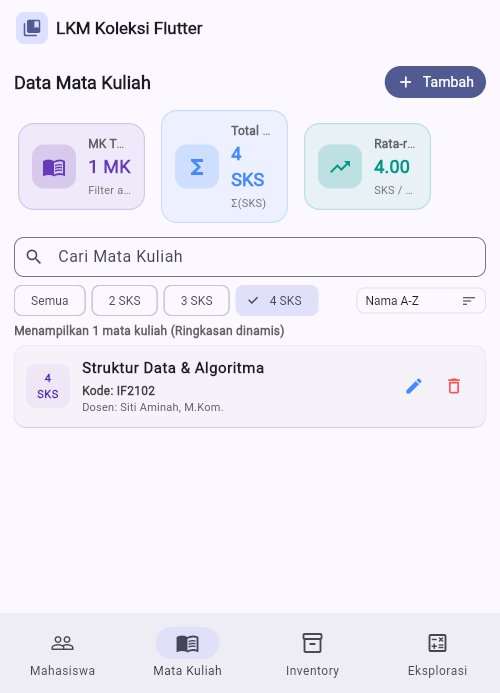 LKM Koleksi Flutter
Data Mata Kuliah
Tambah
MK T...
1 MK
Filter a...
Total ...
4
SKS
Σ(SKS)
Rata-r...
4.00
SKS / ...
Cari Mata Kuliah
Semua
2 SKS
3 SKS
4 SKS
Nama A-Z
Menampilkan 1 mata kuliah (Ringkasan dinamis)
4
SKS
Struktur Data & Algoritma
Kode: IF2102
Dosen: Siti Aminah, M.Kom.
Mahasiswa
Mata Kuliah
Inventory
Eksplorasi